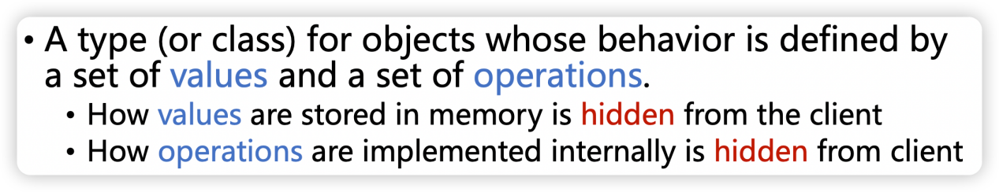 • A type (or class) for objects whose behavior is defined by
a set of values and a set of operations.
• How values are stored in memory is hidden from the client
• How operations are implemented internally is hidden from client